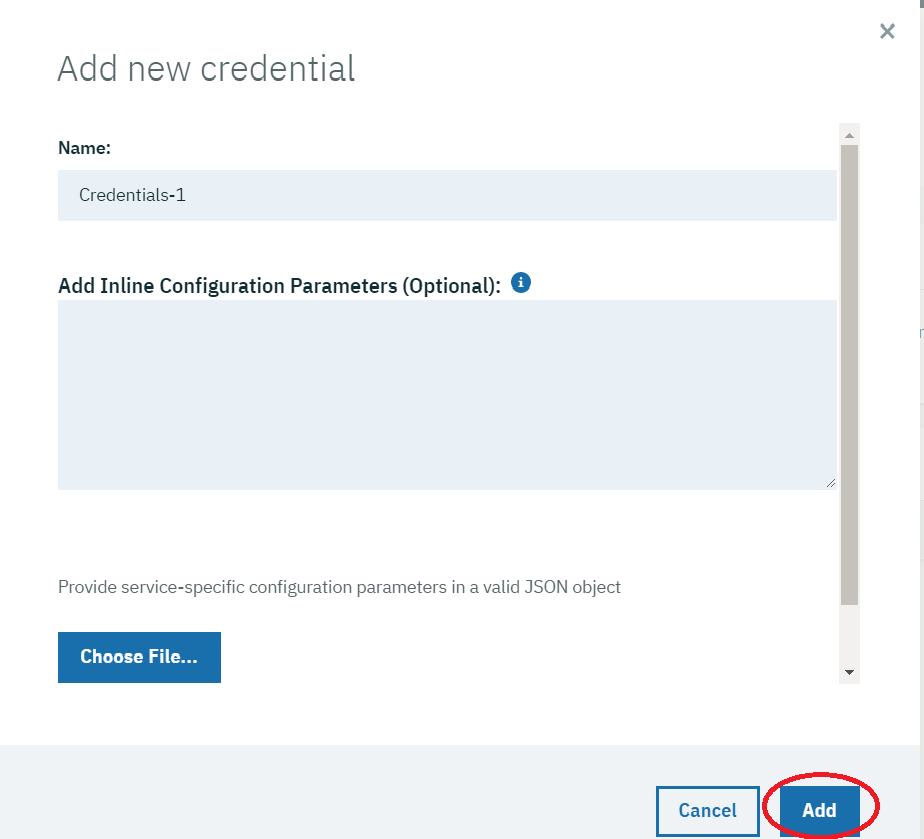 Add new credential
Name:
Credentials-1
Add Inline Configuration Parameters (Optional):
Provide service-specific configuration parameters in a valid JSON object
Choose File...
Cancel
Add